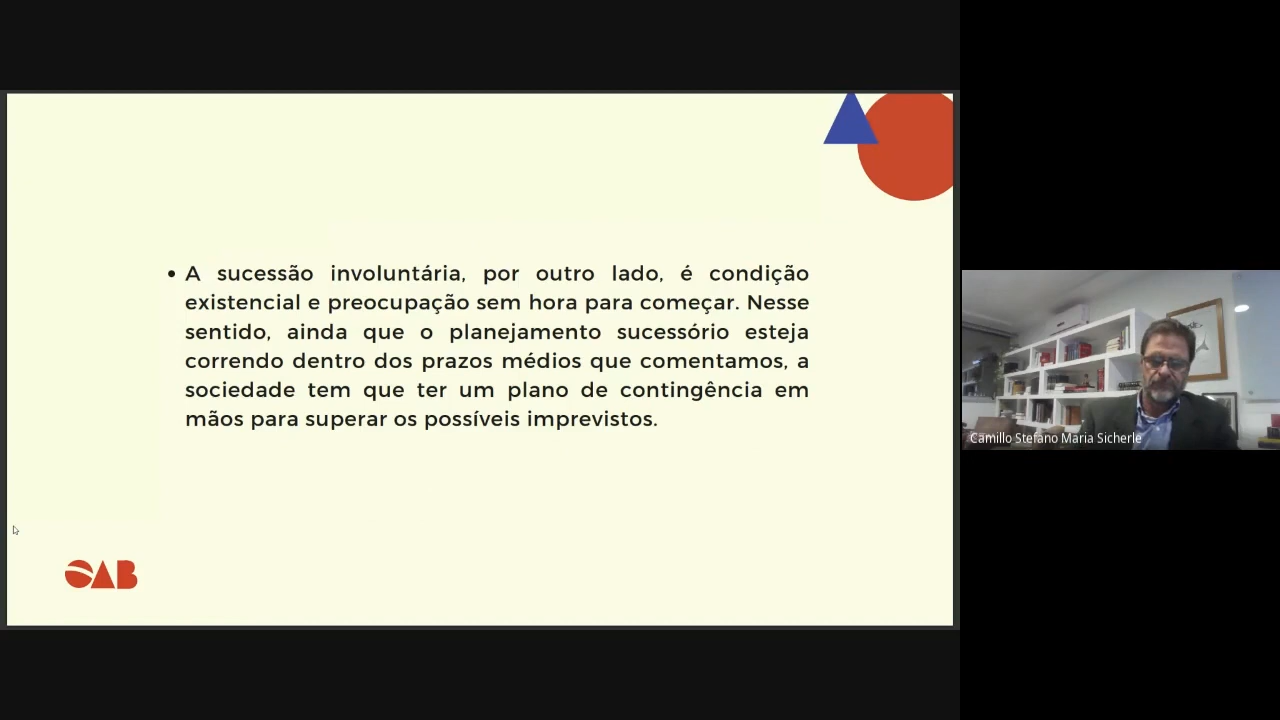 A sucessão involuntária, por outro lado, é condição
existencial e preocupação sem hora para começar. Nesse
sentido, ainda que o planejamento sucessório esteja
correndo dentro dos prazos médios que comentamos, a
sociedade tem que ter um plano de contingência em
mãos para superar os possíveis imprevistos.
OAB
Camillo Stefano Maria Sicherle